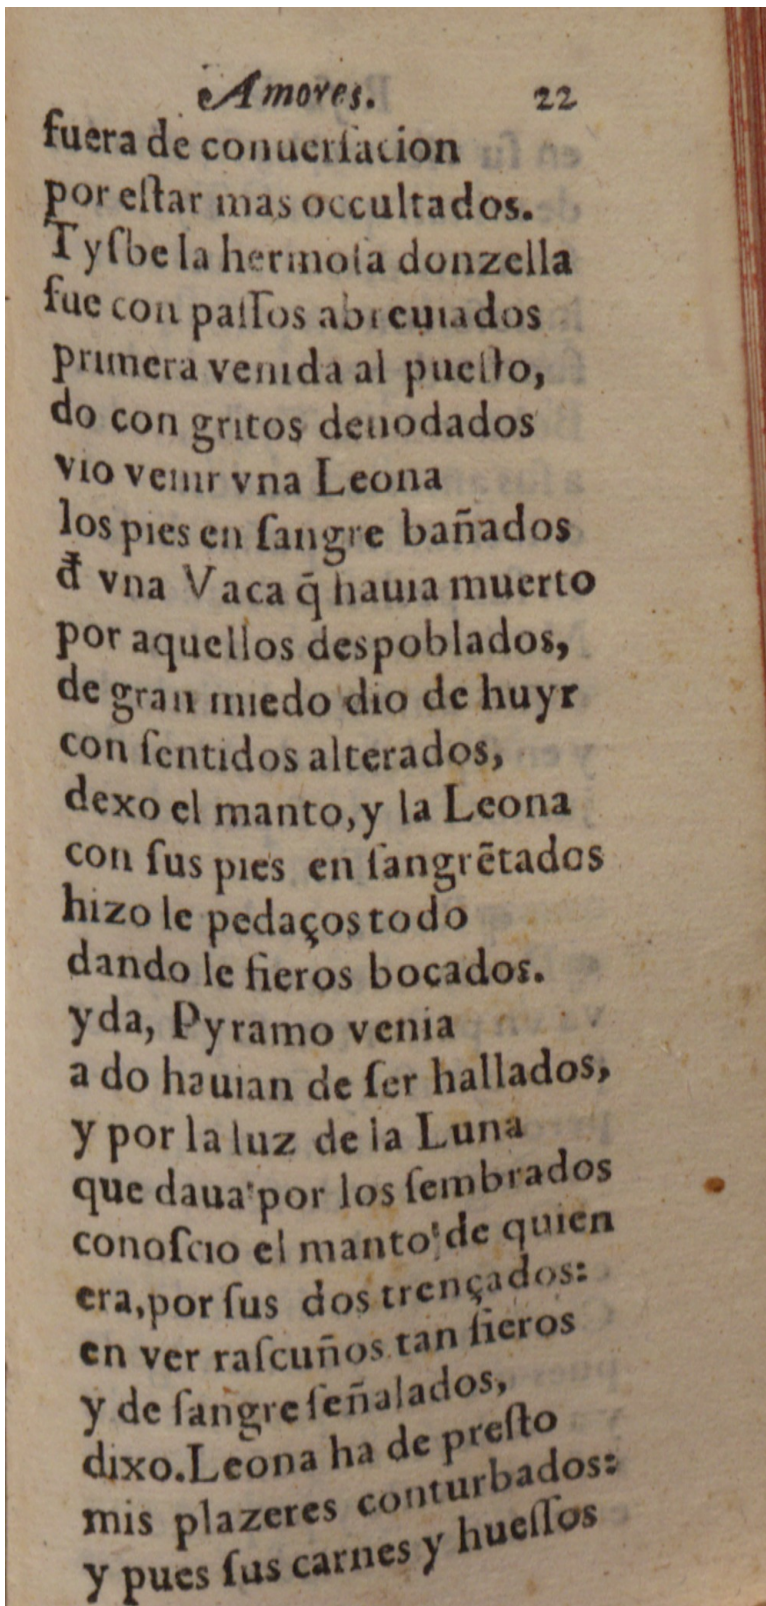 Amores. 22
fuera de conuerſacion
por eſtar mas occultados.
Tyſbe la hermoſa donzella
fue con paſſos abreuiados
primera venida al pueſto,
do con gritos denodados
vio venir vna Leona
los pies en ſangre bañados
đ vna Vaca q̃ hauia muerto
por aquellos despoblados,
de gran miedo dio de huyr
con ſentidos alterados,
dexo el manto, y la Leona
con ſus pies en ſangrẽtados
hizo le pedaços todo
dando le fieros bocados.
yda, Pyramo venia
a do hauian de ſer hallados,
y por la luz de la Luna
que daua por los ſembrados
conoſcio el manto de quien
era, por ſus dos trençados:
en ver raſcuños tan fieros
y de ſangre ſeñalados,
dixo. Leona ha de preſto
mis plazeres conturbados:
y pues ſus carnes y hueſſos